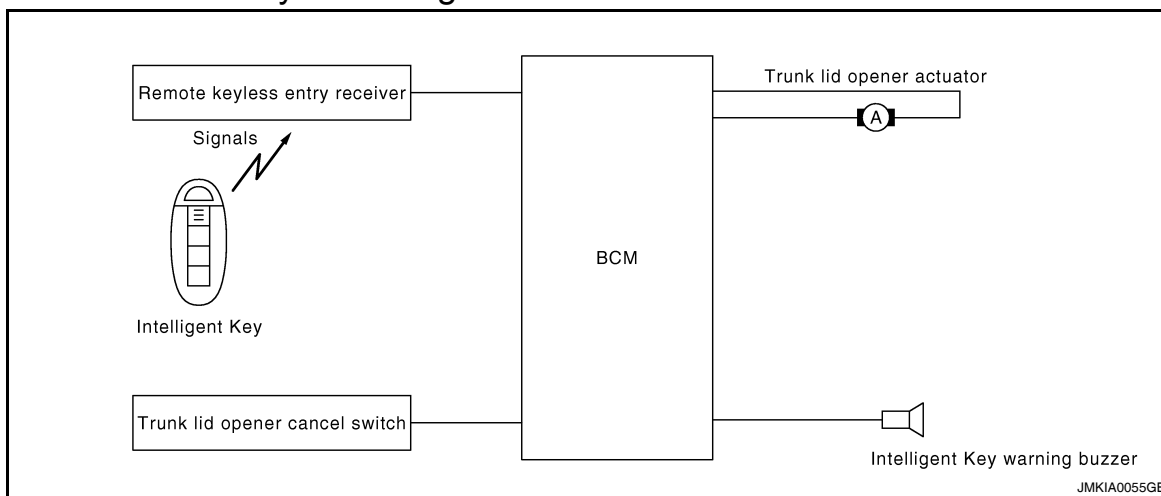 Remote keyless entry receiver
Signals
Intelligent Key
Trunk lid opener cancel switch
BCM
Trunk lid opener actuator
A
Intelligent Key warning buzzer